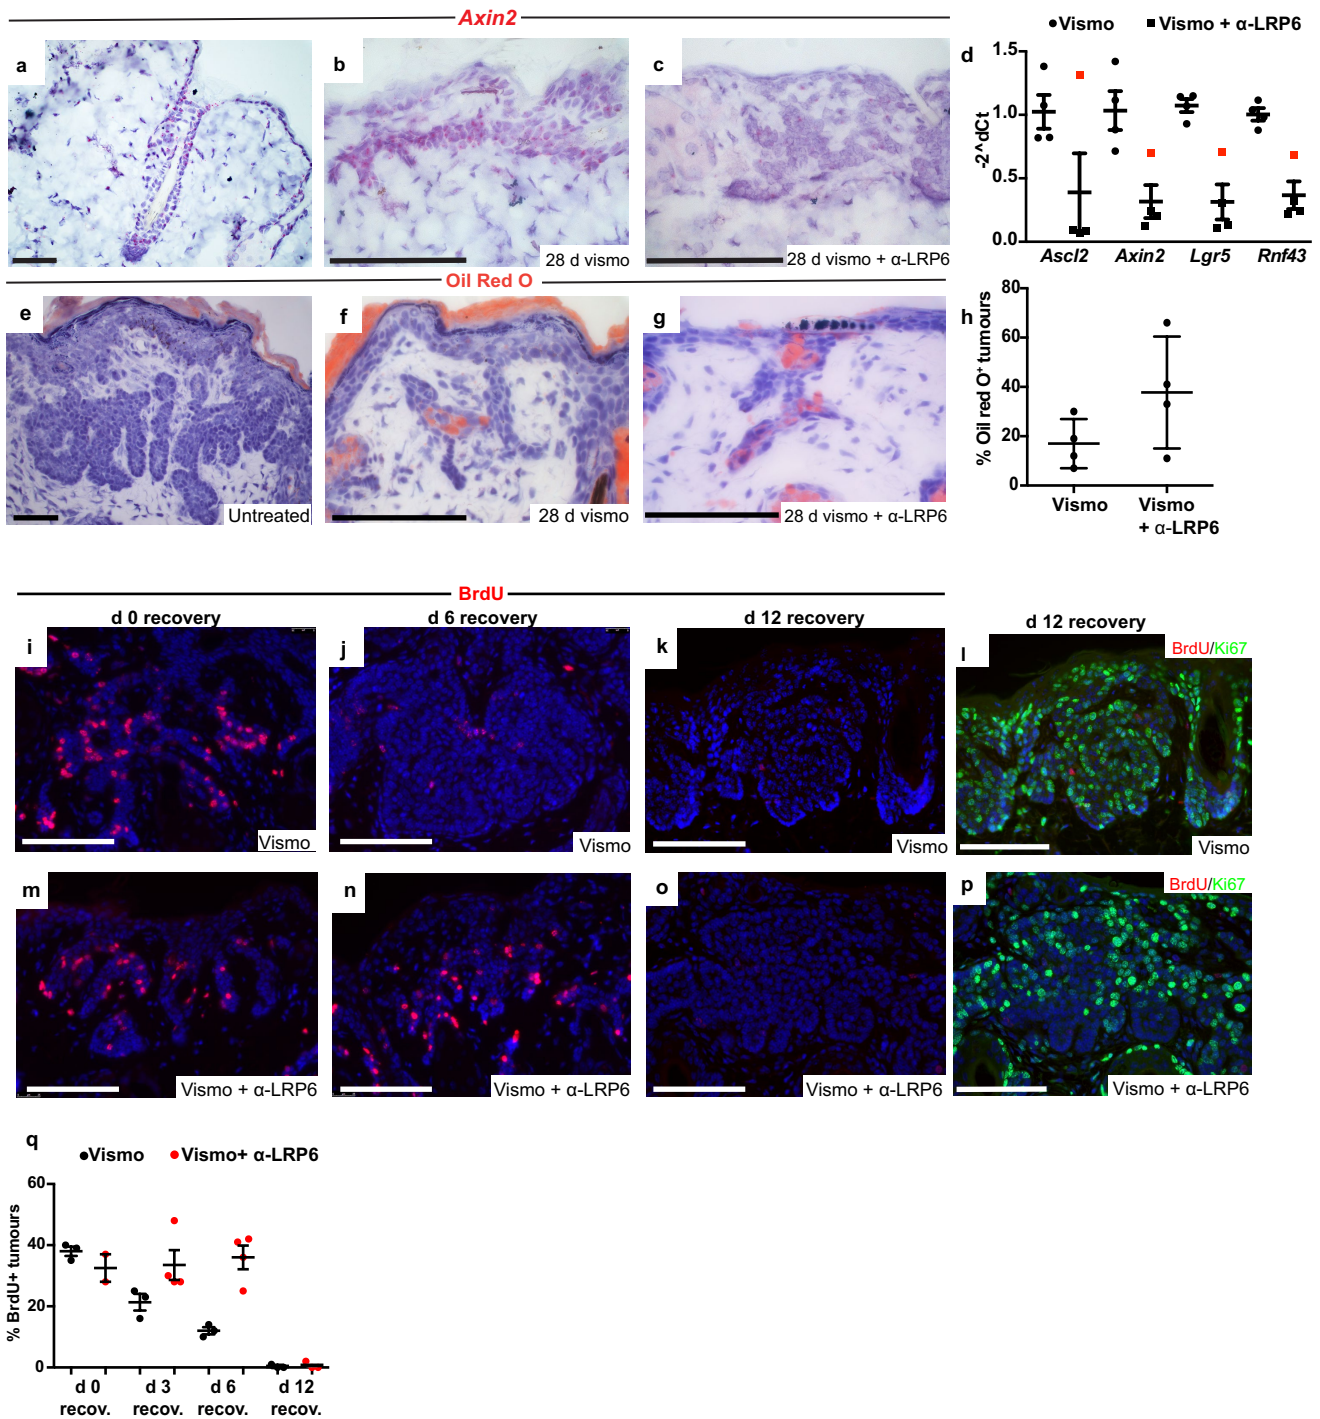 Axin2
a
b
28 d vismo
c
28 d vismo + α-LRP6
d
Vismo
Vismo + α-LRP6
-2^dCt
1.5
1.0
0.5
0.0
Ascl2 Axin2 Lgr5 Rnf43
Oil Red O
e
Untreated
f
28 d vismo
g
28 d vismo + α-LRP6
h
% Oil red O+ tumours
80
60
40
20
0
Vismo
Vismo
+ α-LRP6
BrdU
d 0 recovery
d 6 recovery
d 12 recovery
d 12 recovery
i
Vismo
j
Vismo
k
Vismo
l
BrdU/Ki67
Vismo
m
Vismo + α-LRP6
n
Vismo + α-LRP6
o
Vismo + α-LRP6
p
BrdU/Ki67
Vismo + α-LRP6
q
Vismo
Vismo+ α-LRP6
% BrdU+ tumours
60
40
20
0
d 0 d 3 d 6 d 12
recov. recov. recov. recov.